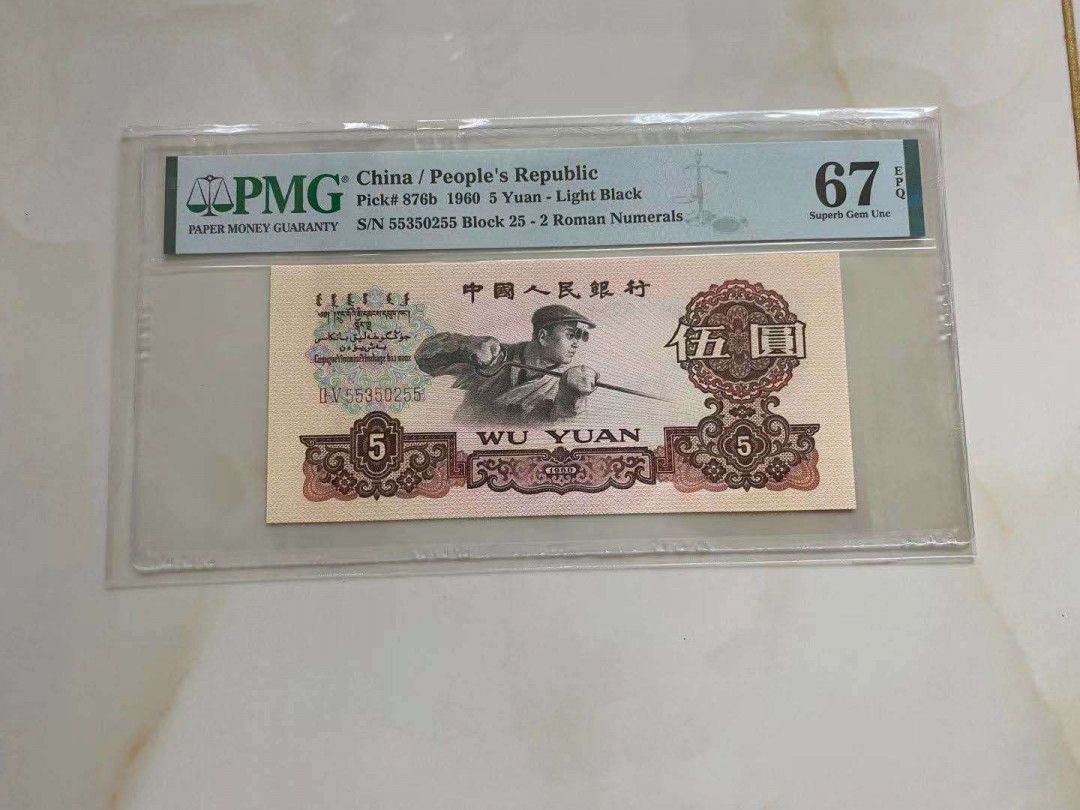 PMG®
PAPER MONEY GUARANTY
China / People's Republic
Pick# 876b 1960 5 Yuan - Light Black
S/N 55350255 Block 25 - 2 Roman Numerals
67
Superb Gem Unc
EPQ
中國人民銀行
伍圓
55350255
5
WU YUAN
1960
5